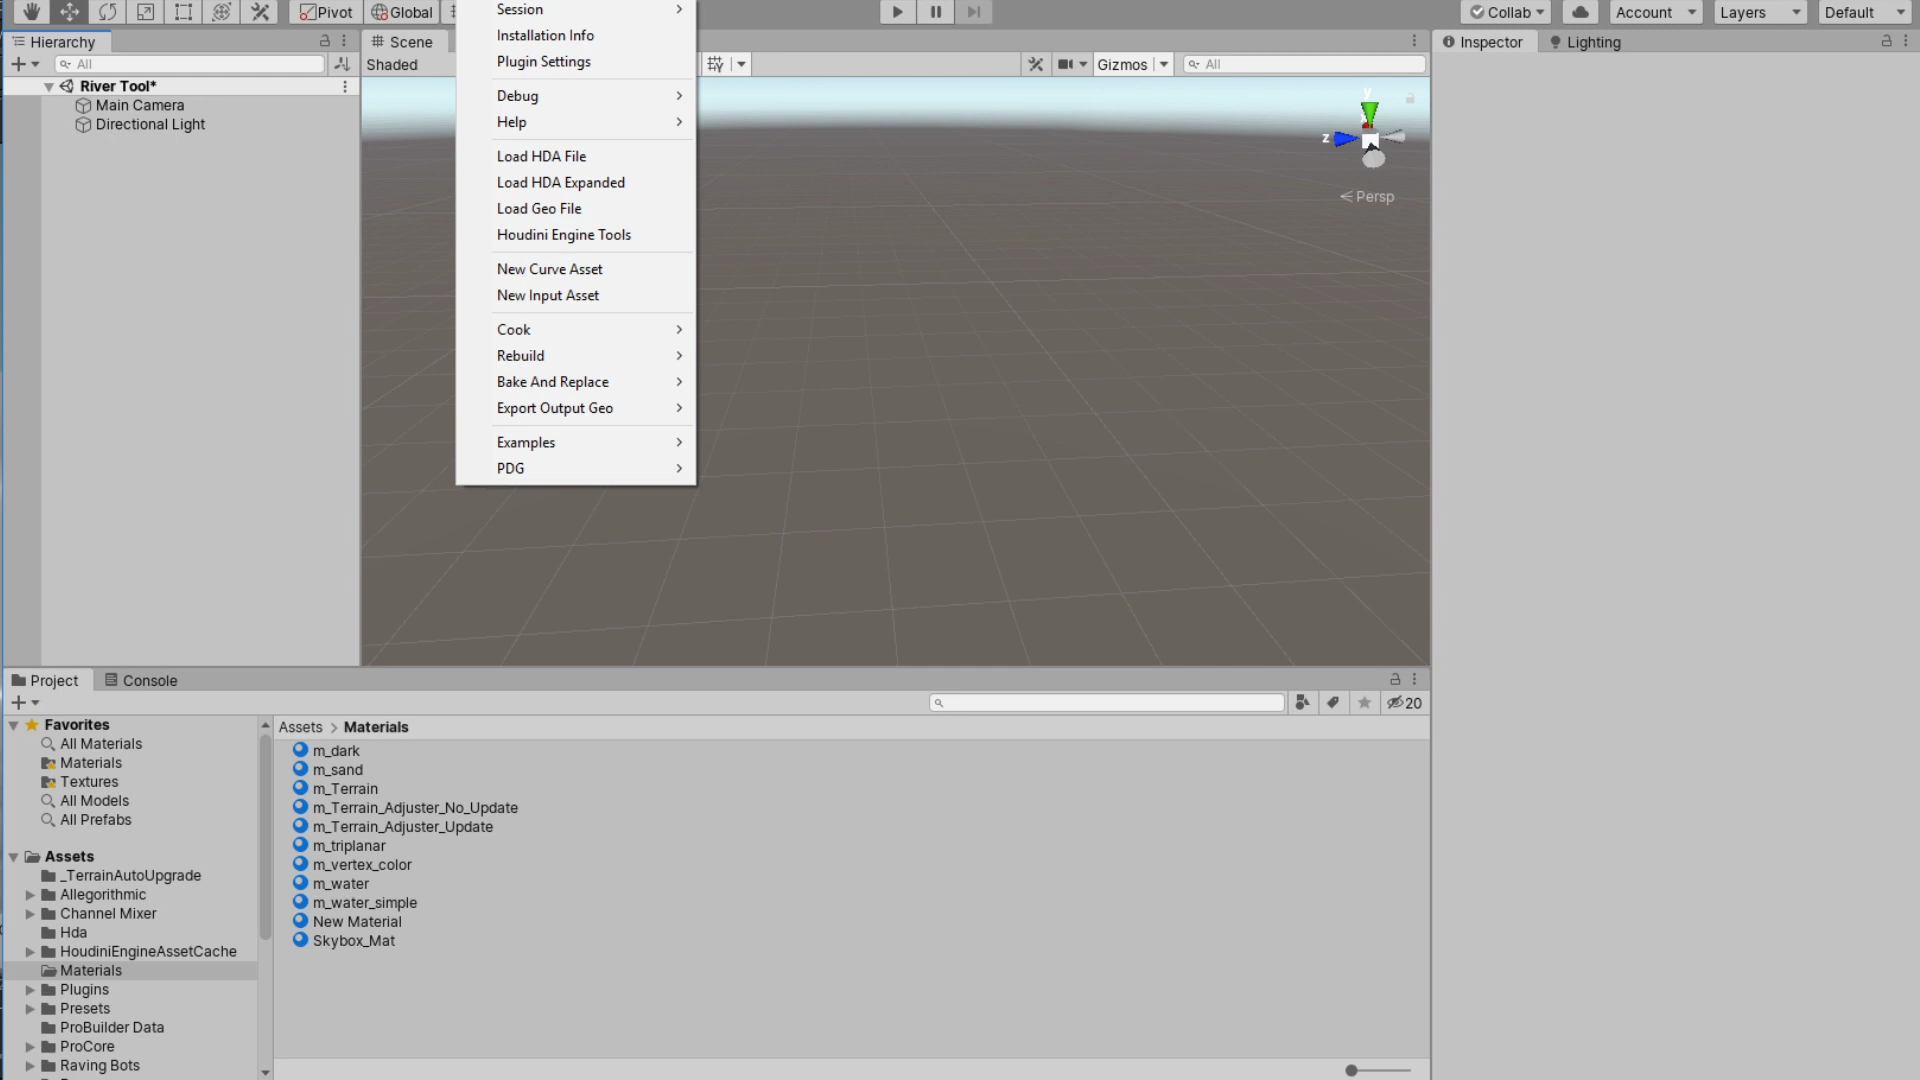 Pivot
Global
Collab
Account
Layers
Default
Hierarchy
All
River Tool*
Main Camera
Directional Light
Scene
Shaded
Gizmos
All
y
z
Persp
Session
Installation Info
Plugin Settings
Debug
Help
Load HDA File
Load HDA Expanded
Load Geo File
Houdini Engine Tools
New Curve Asset
New Input Asset
Cook
Rebuild
Bake And Replace
Export Output Geo
Examples
PDG
Inspector
Lighting
Project
Console
20
Favorites
All Materials
Materials
Textures
All Models
All Prefabs
Assets
_TerrainAutoUpgrade
Allegorithmic
Channel Mixer
Hda
HoudiniEngineAssetCache
Materials
Plugins
Presets
ProBuilder Data
ProCore
Raving Bots
Assets > Materials
m_dark
m_sand
m_Terrain
m_Terrain_Adjuster_No_Update
m_Terrain_Adjuster_Update
m_triplanar
m_vertex_color
m_water
m_water_simple
New Material
Skybox_Mat